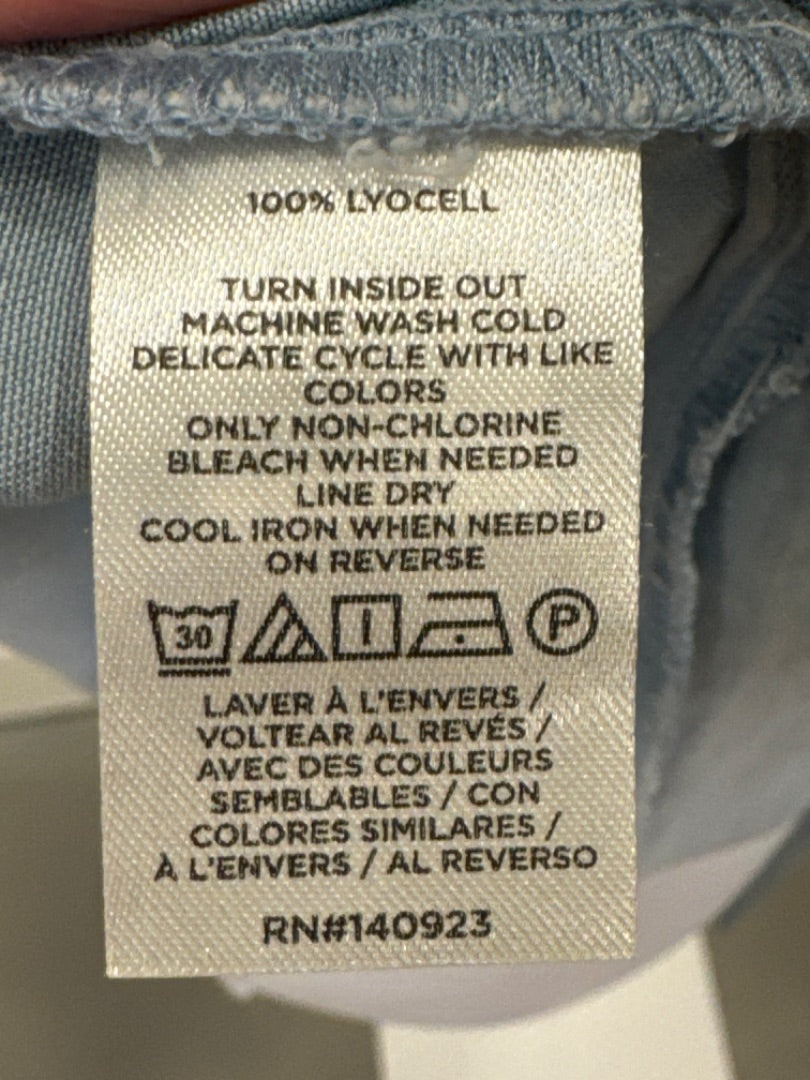 100% LYOCELL
TURN INSIDE OUT
MACHINE WASH COLD
DELICATE CYCLE WITH LIKE
COLORS
ONLY NON-CHLORINE
BLEACH WHEN NEEDED
LINE DRY
COOL IRON WHEN NEEDED
ON REVERSE
30 P
LAVER À L'ENVERS /
VOLTEAR AL REVÉS /
AVEC DES COULEURS
SEMBLABLES / CON
COLORES SIMILARES /
À L'ENVERS / AL REVERSO
RN#140923